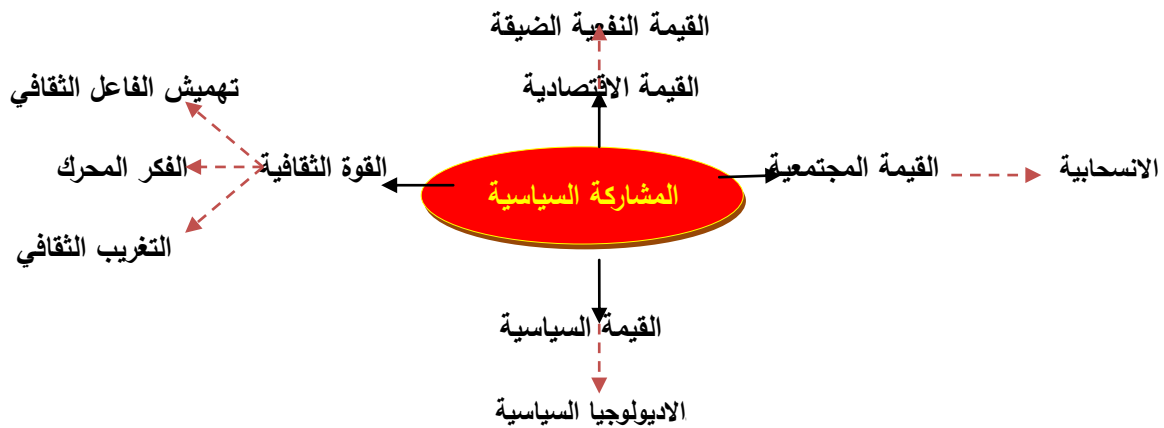 القيمة النفعية الضيقة
القيمة الاقتصادية
تهميش الفاعل الثقافي
الانسحابية
القيمة المجتمعية
القوة الثقافية
الفكر المحرك
المشاركة السياسية
التغريب الثقافي
القيمة السياسية
الاديولوجيا السياسية